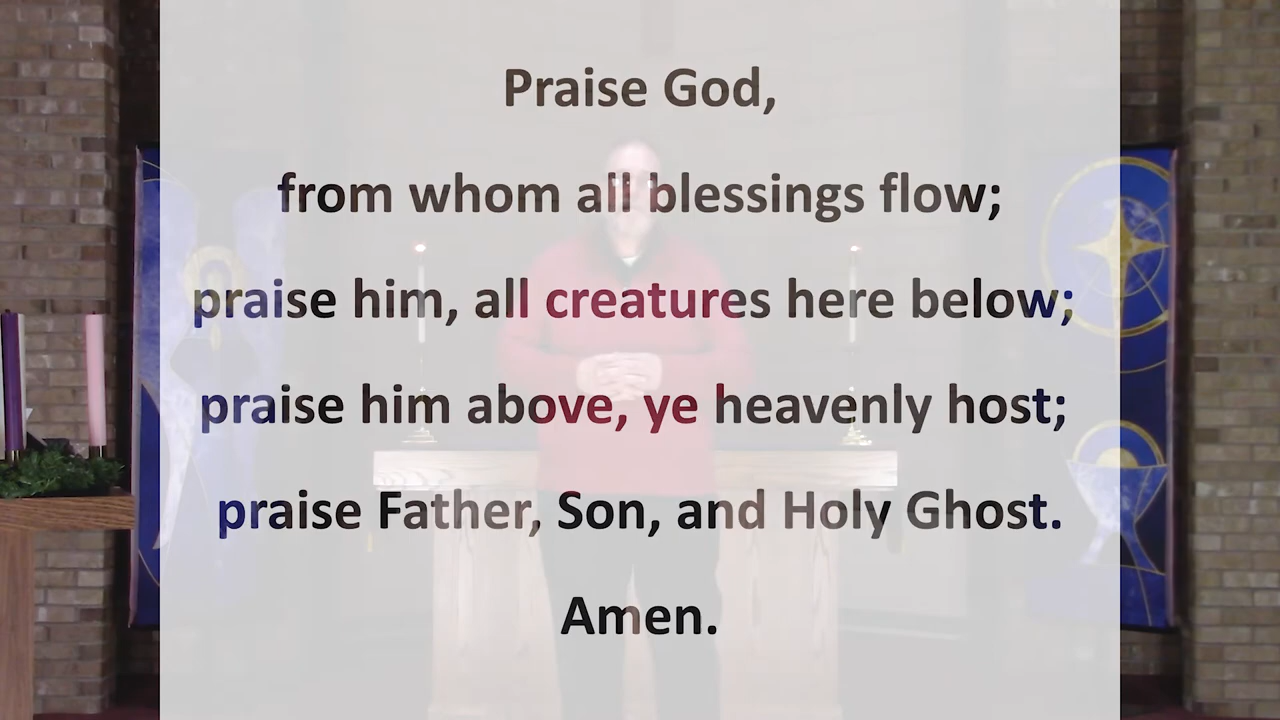 Praise God,
from whom all blessings flow;
praise him, all creatures here below;
praise him above, ye heavenly host;
praise Father, Son, and Holy Ghost.
Amen.